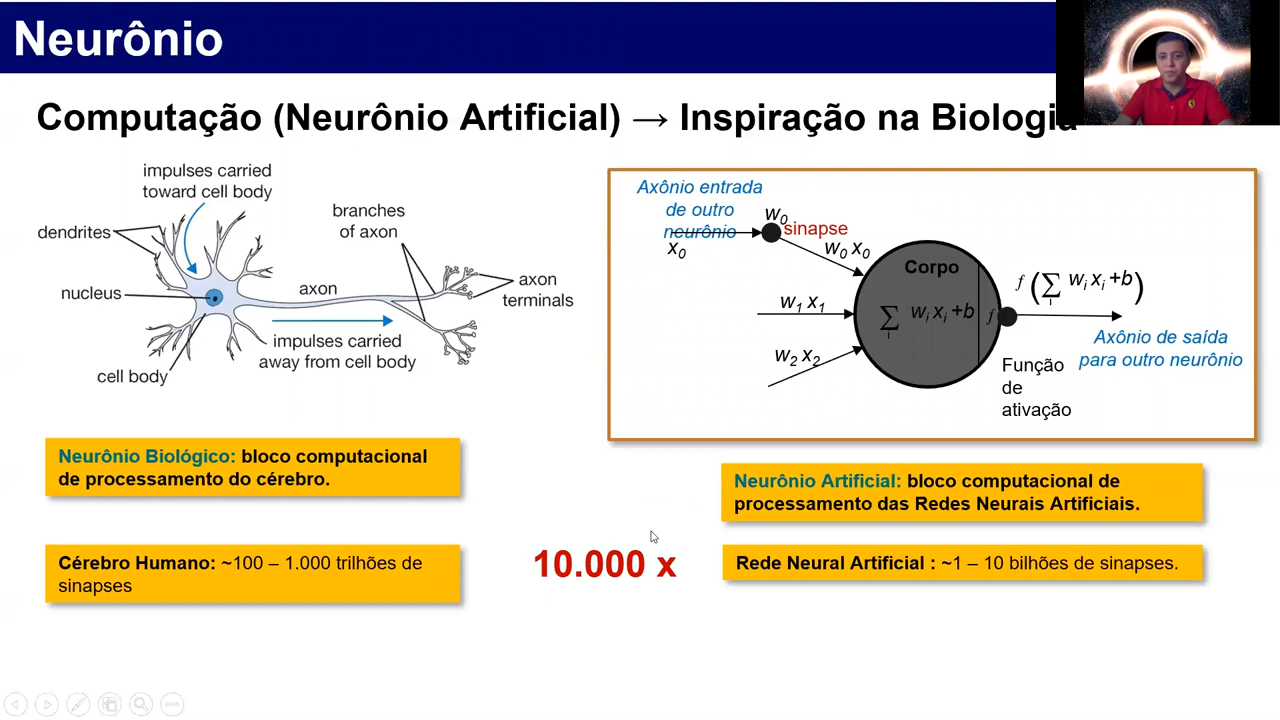 Neurônio
Computação (Neurônio Artificial) → Inspiração na Biologia
impulses carried
toward cell body
branches
of axon
dendrites
nucleus
axon
axon
terminals
impulses carried
away from cell body
cell body
Axônio entrada
de outro
neurônio
x₀
w₀
sinapse
w₀ x₀
w₁ x₁
w₂ x₂
Corpo
∑ wᵢ xᵢ +b
i
f
f (∑ wᵢ xᵢ +b)
i
Axônio de saída
para outro neurônio
Função
de
ativação
Neurônio Biológico: bloco computacional
de processamento do cérebro.
Neurônio Artificial: bloco computacional de
processamento das Redes Neurais Artificiais.
Cérebro Humano: ~100 – 1.000 trilhões de
sinapses
10.000 x
Rede Neural Artificial : ~1 – 10 bilhões de sinapses.